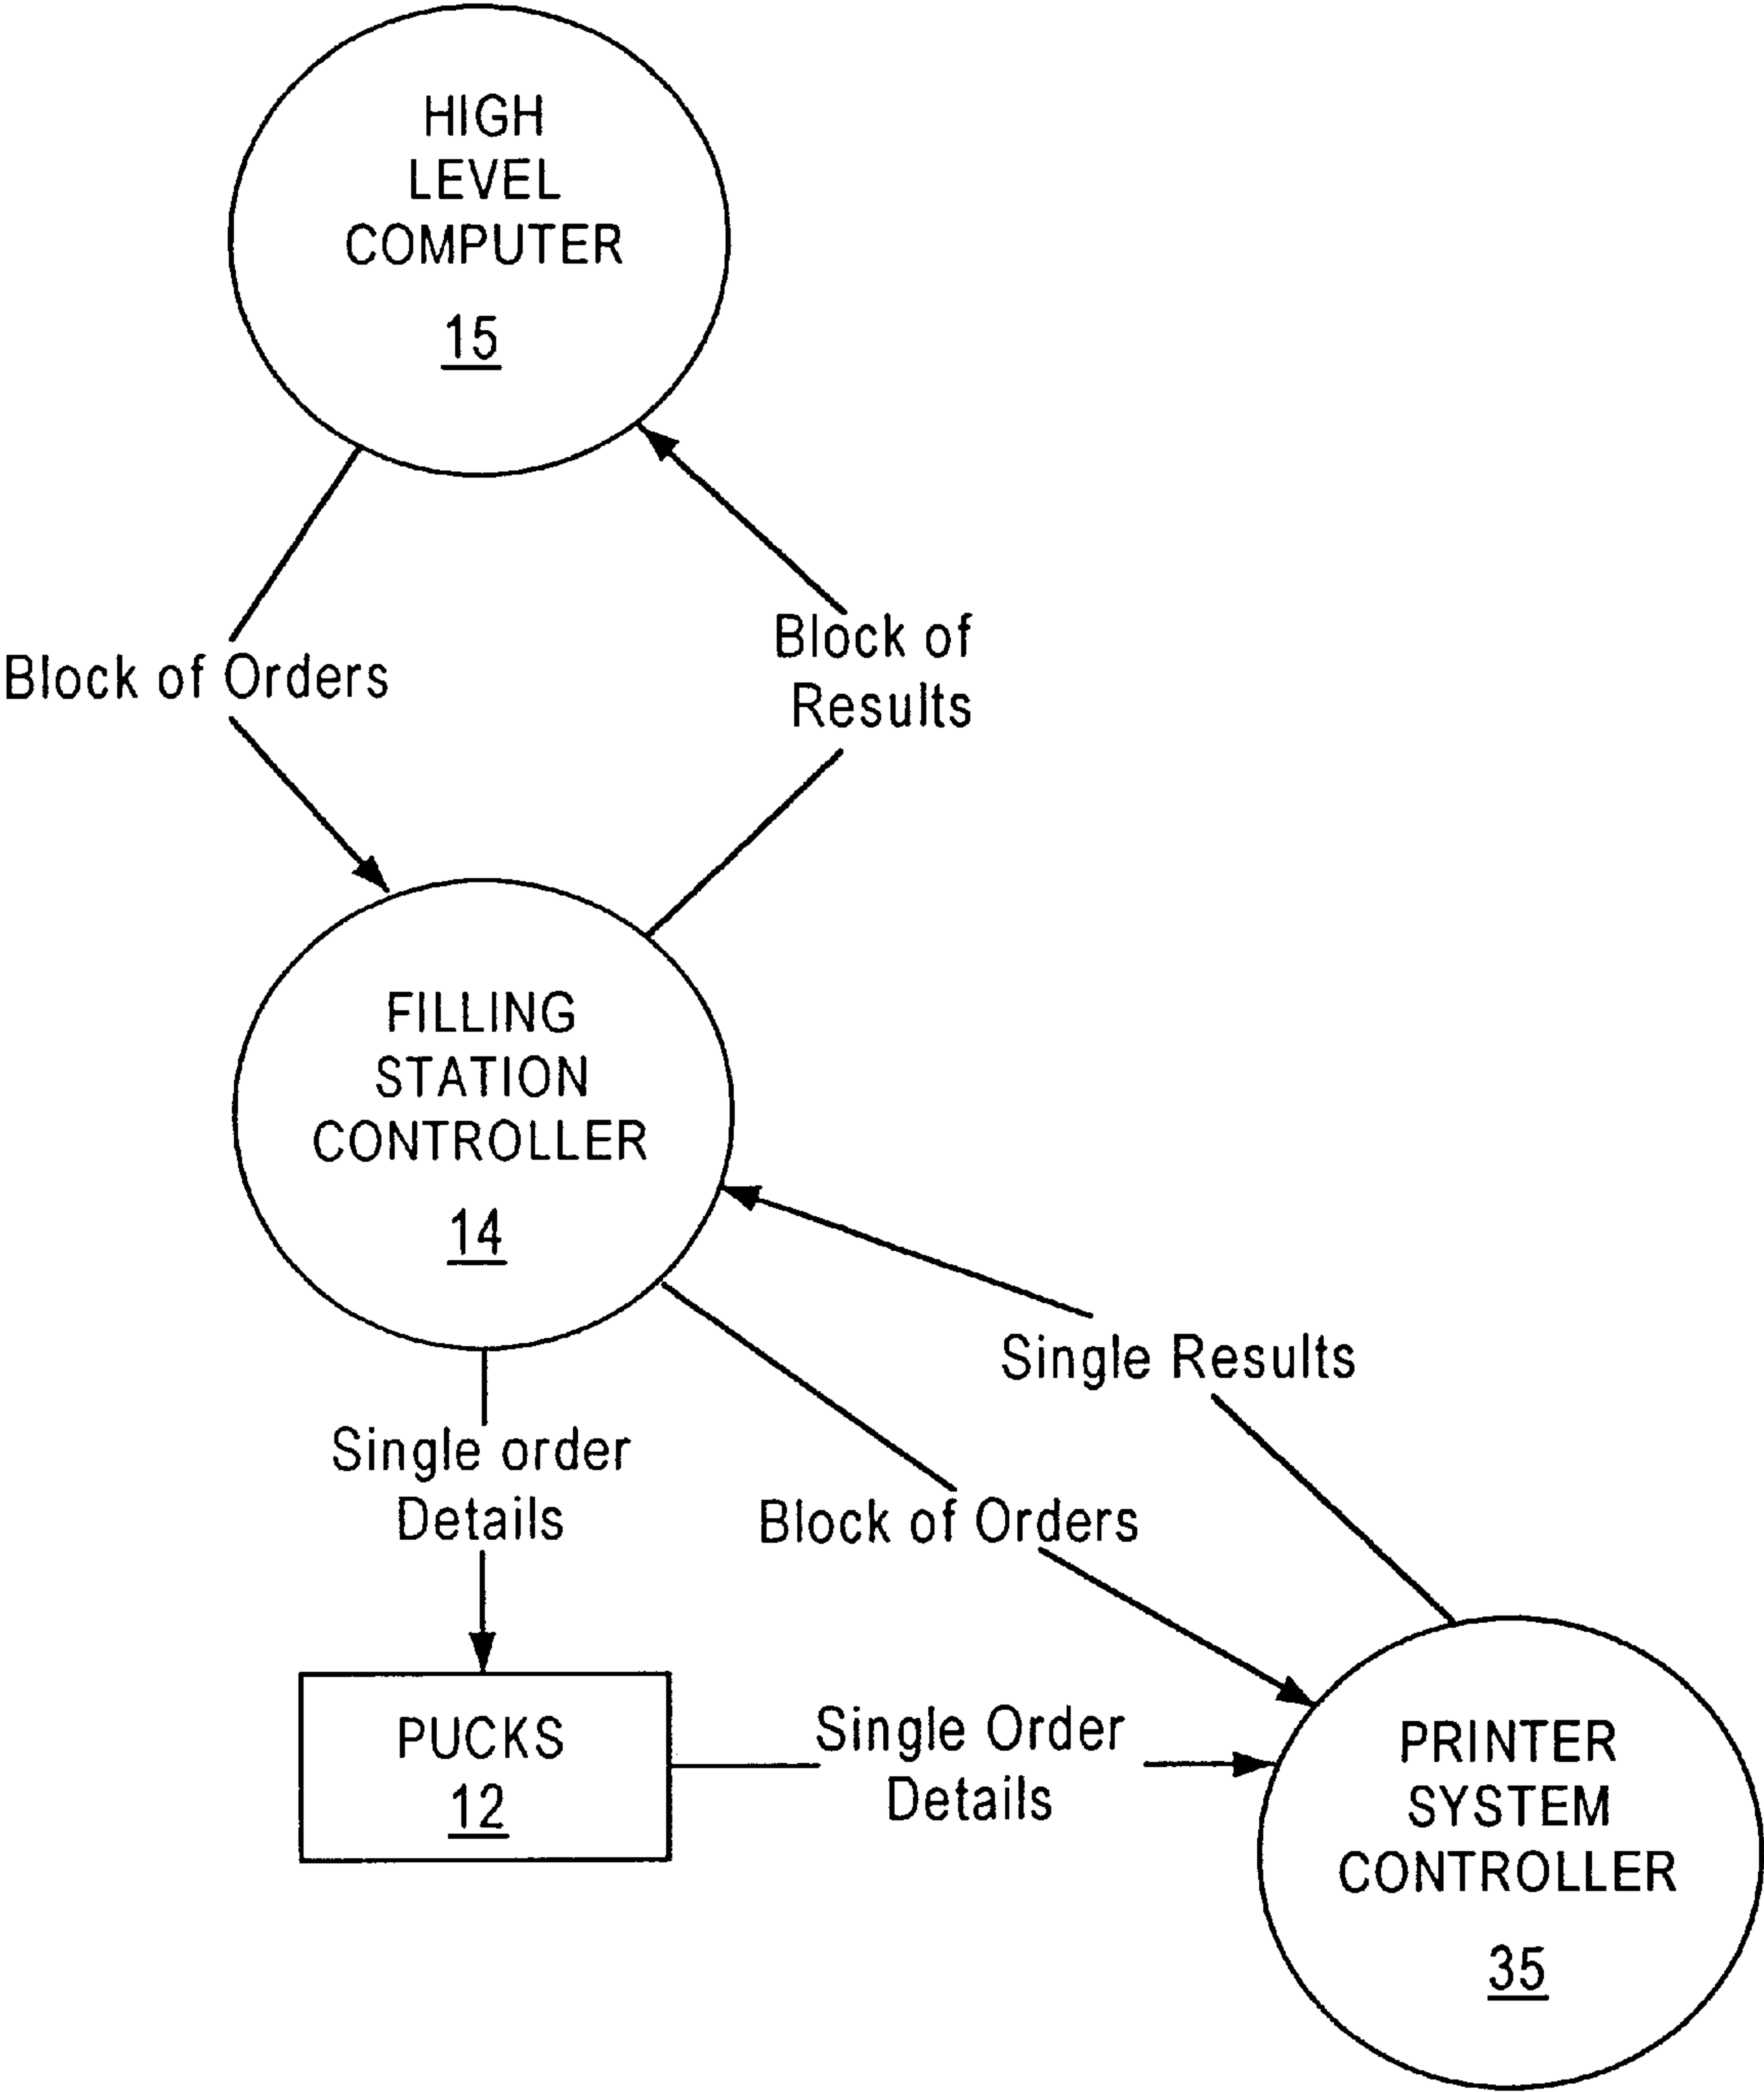 HIGH
LEVEL
COMPUTER
15
Block of Orders
Block of
Results
FILLING
STATION
CONTROLLER
14
Single Results
Single order
Details
Block of Orders
PUCKS
12
Single Order
Details
PRINTER
SYSTEM
CONTROLLER
35